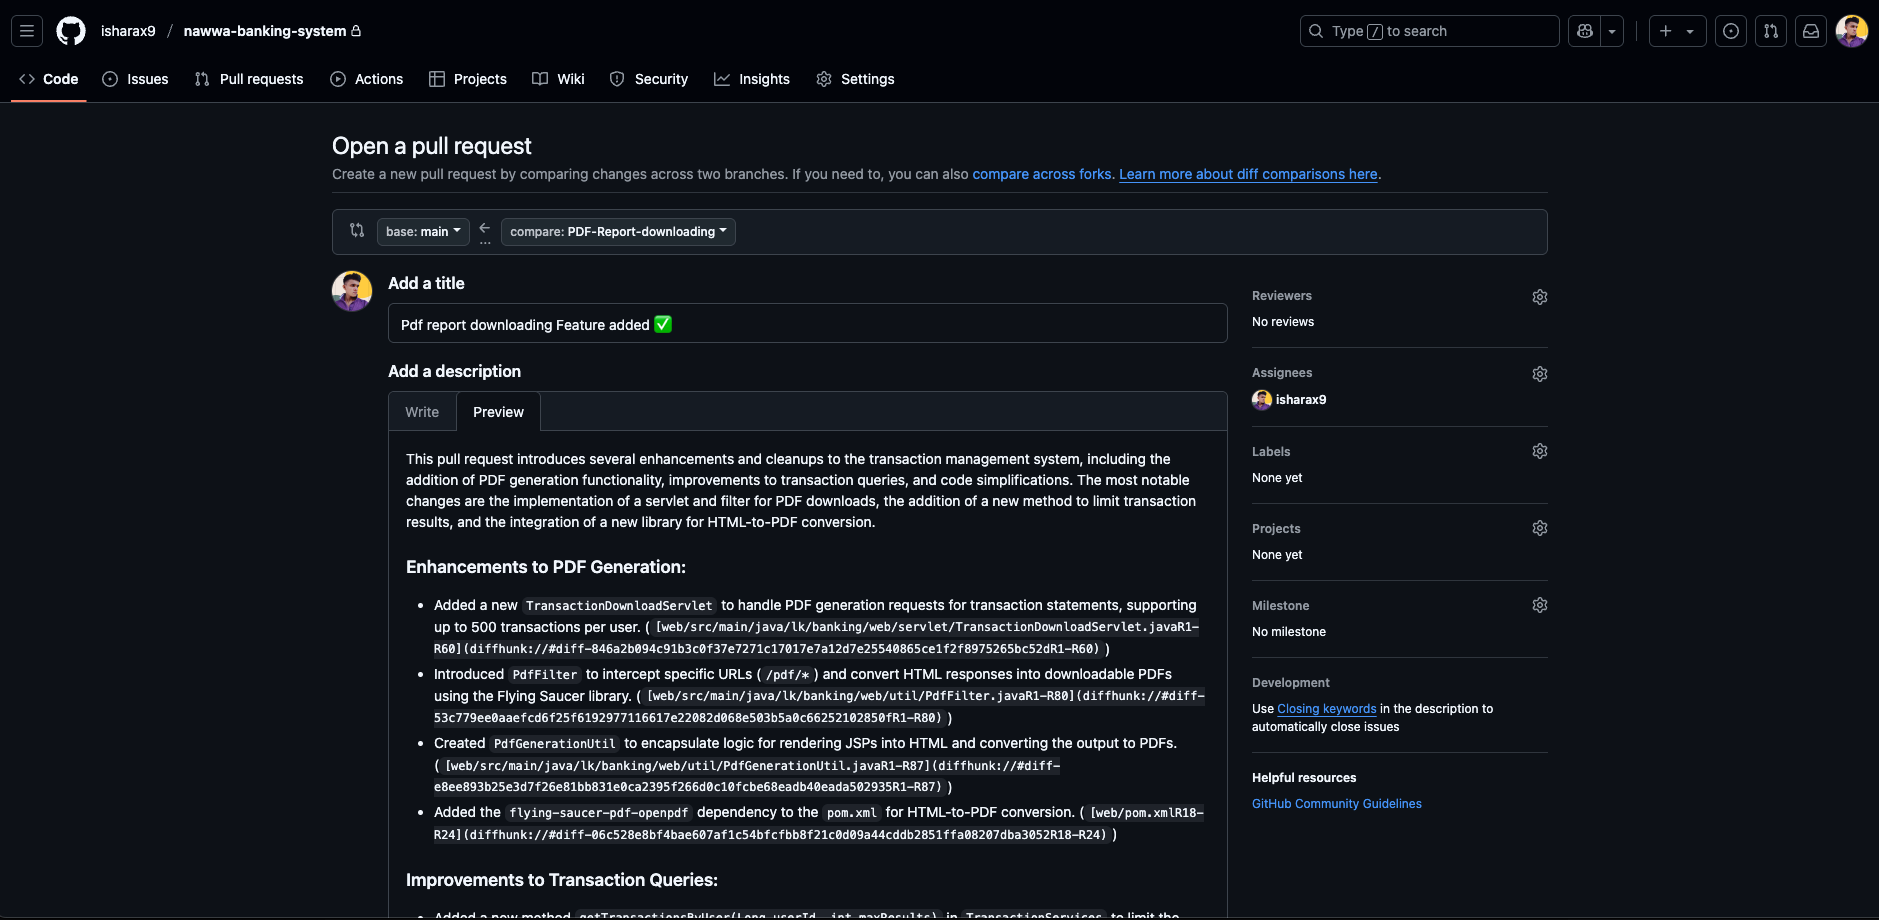 isharax9 / nawwa-banking-system
Type / to search
Code Issues Pull requests Actions Projects Wiki Security Insights Settings
Open a pull request
Create a new pull request by comparing changes across two branches. If you need to, you can also compare across forks. Learn more about diff comparisons here.
base: main ← ... compare: PDF-Report-downloading
Add a title
Pdf report downloading Feature added ✅
Add a description
Write Preview
This pull request introduces several enhancements and cleanups to the transaction management system, including the
addition of PDF generation functionality, improvements to transaction queries, and code simplifications. The most notable
changes are the implementation of a servlet and filter for PDF downloads, the addition of a new method to limit transaction
results, and the integration of a new library for HTML-to-PDF conversion.
Enhancements to PDF Generation:
• Added a new TransactionDownloadServlet to handle PDF generation requests for transaction statements, supporting
up to 500 transactions per user. ( [web/src/main/java/lk/banking/web/servlet/TransactionDownloadServlet.javaR1-
R60](diffhunk://#diff-846a2b094c91b3c0f37e7271c17017e7a12d7e25540865ce1f2f8975265bc52dR1-R60) )
• Introduced PdfFilter to intercept specific URLs ( /pdf/* ) and convert HTML responses into downloadable PDFs
using the Flying Saucer library. ( [web/src/main/java/lk/banking/web/util/PdfFilter.javaR1-R80](diffhunk://#diff-
53c779ee0aaefcd6f25f6192977116617e22082d068e503b5a0c66252102850fR1-R80) )
• Created PdfGenerationUtil to encapsulate logic for rendering JSPs into HTML and converting the output to PDFs.
( [web/src/main/java/lk/banking/web/util/PdfGenerationUtil.javaR1-R87](diffhunk://#diff-
e8ee893b25e3d7f26e81bb831e0ca2395f266d0c10fcbe68eadb40eada502935R1-R87) )
• Added the flying-saucer-pdf-openpdf dependency to the pom.xml for HTML-to-PDF conversion. ( [web/pom.xmlR18-
R24](diffhunk://#diff-06c528e8bf4bae607af1c54bfcfbb8f21c0d09a44cddb2851ffa08207dba3052R18-R24) )
Improvements to Transaction Queries:
• Added a new method getTransactionsByUser(Long userId, int maxResults) in TransactionServices to limit the
Reviewers
No reviews
Assignees
isharax9
Labels
None yet
Projects
None yet
Milestone
No milestone
Development
Use Closing keywords in the description to
automatically close issues
Helpful resources
GitHub Community Guidelines